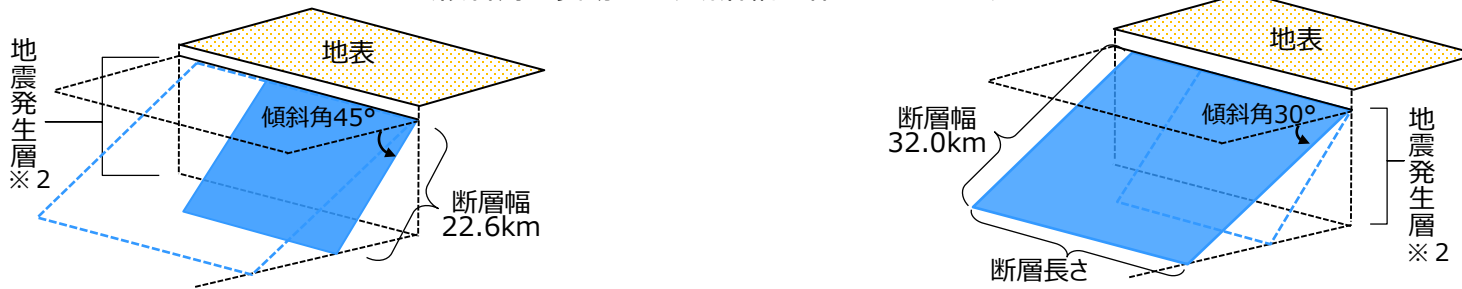 地表
地震発生層
※2
傾斜角45°
断層幅
22.6km
地表
断層幅
32.0km
傾斜角30°
地震発生層
※2
断層長さ